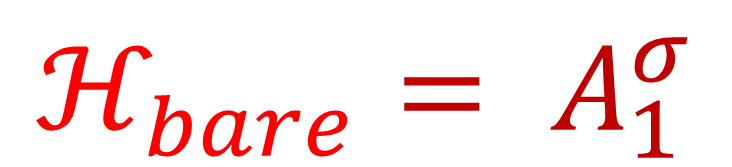 ℋ_bare = A_1^σ